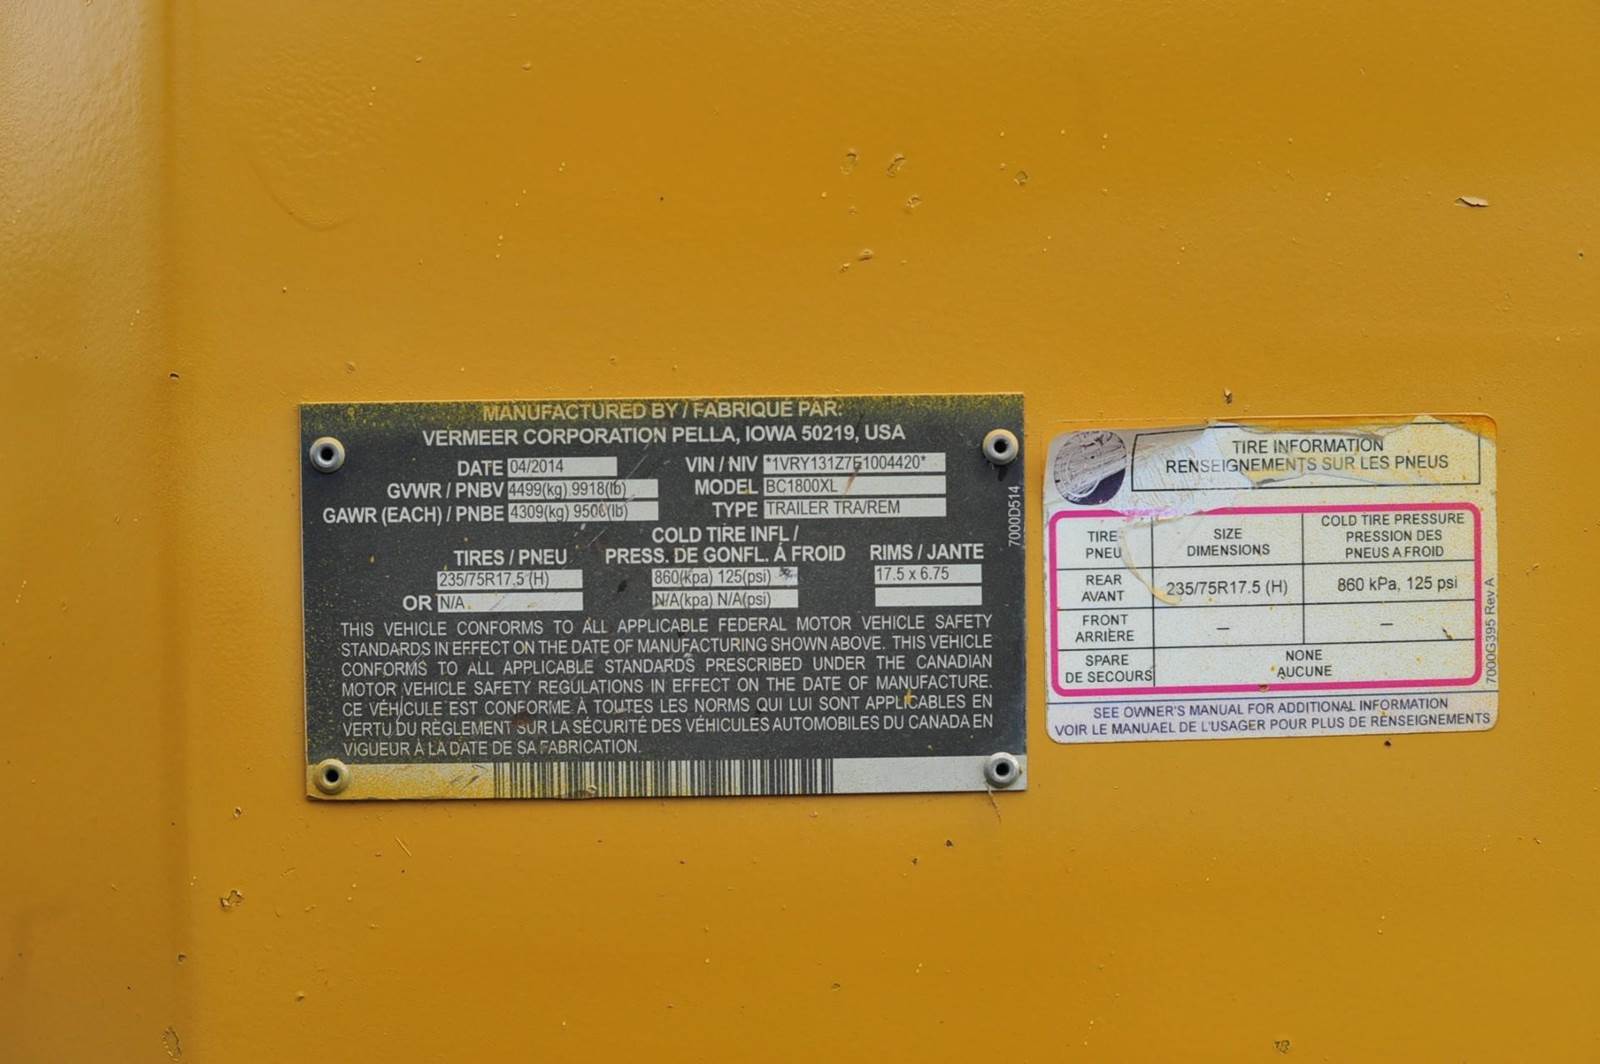 MANUFACTURED BY / FABRIQUÉ PAR:
VERMEER CORPORATION PELLA, IOWA 50219, USA
DATE 04/2014 VIN / NIV *1VRY131Z7E1004420*
GVWR / PNBV 4499(kg) 9918(lb) MODEL BC1800XL
GAWR (EACH) / PNBE 4309(kg) 9500(lb) TYPE TRAILER TRA/REM
COLD TIRE INFL /
TIRES / PNEU PRESS. DE GONFL. Á FROID RIMS / JANTE
235/75R17.5 (H) 860(kpa) 125(psi) 17.5 x 6.75
OR N/A N/A(kpa) N/A(psi)
THIS VEHICLE CONFORMS TO ALL APPLICABLE FEDERAL MOTOR VEHICLE SAFETY
STANDARDS IN EFFECT ON THE DATE OF MANUFACTURING SHOWN ABOVE. THIS VEHICLE
CONFORMS TO ALL APPLICABLE STANDARDS PRESCRIBED UNDER THE CANADIAN
MOTOR VEHICLE SAFETY REGULATIONS IN EFFECT ON THE DATE OF MANUFACTURE.
CE VÉHICULE EST CONFORME À TOUTES LES NORMS QUI LUI SONT APPLICABLES EN
VERTU DU RÈGLEMENT SUR LA SÉCURITÉ DES VÉHICULES AUTOMOBILES DU CANADA EN
VIGUEUR À LA DATE DE SA FABRICATION.
7000D514
TIRE INFORMATION
RENSEIGNEMENTS SUR LES PNEUS
TIRE SIZE COLD TIRE PRESSURE
PNEU DIMENSIONS PRESSION DES
PNEUS A FROID
REAR
AVANT 235/75R17.5 (H) 860 kPa, 125 psi
FRONT
ARRIÈRE – –
SPARE NONE
DE SECOURS AUCUNE
SEE OWNER'S MANUAL FOR ADDITIONAL INFORMATION
VOIR LE MANUAEL DE L'USAGER POUR PLUS DE RENSEIGNEMENTS
7000G395 Rev A